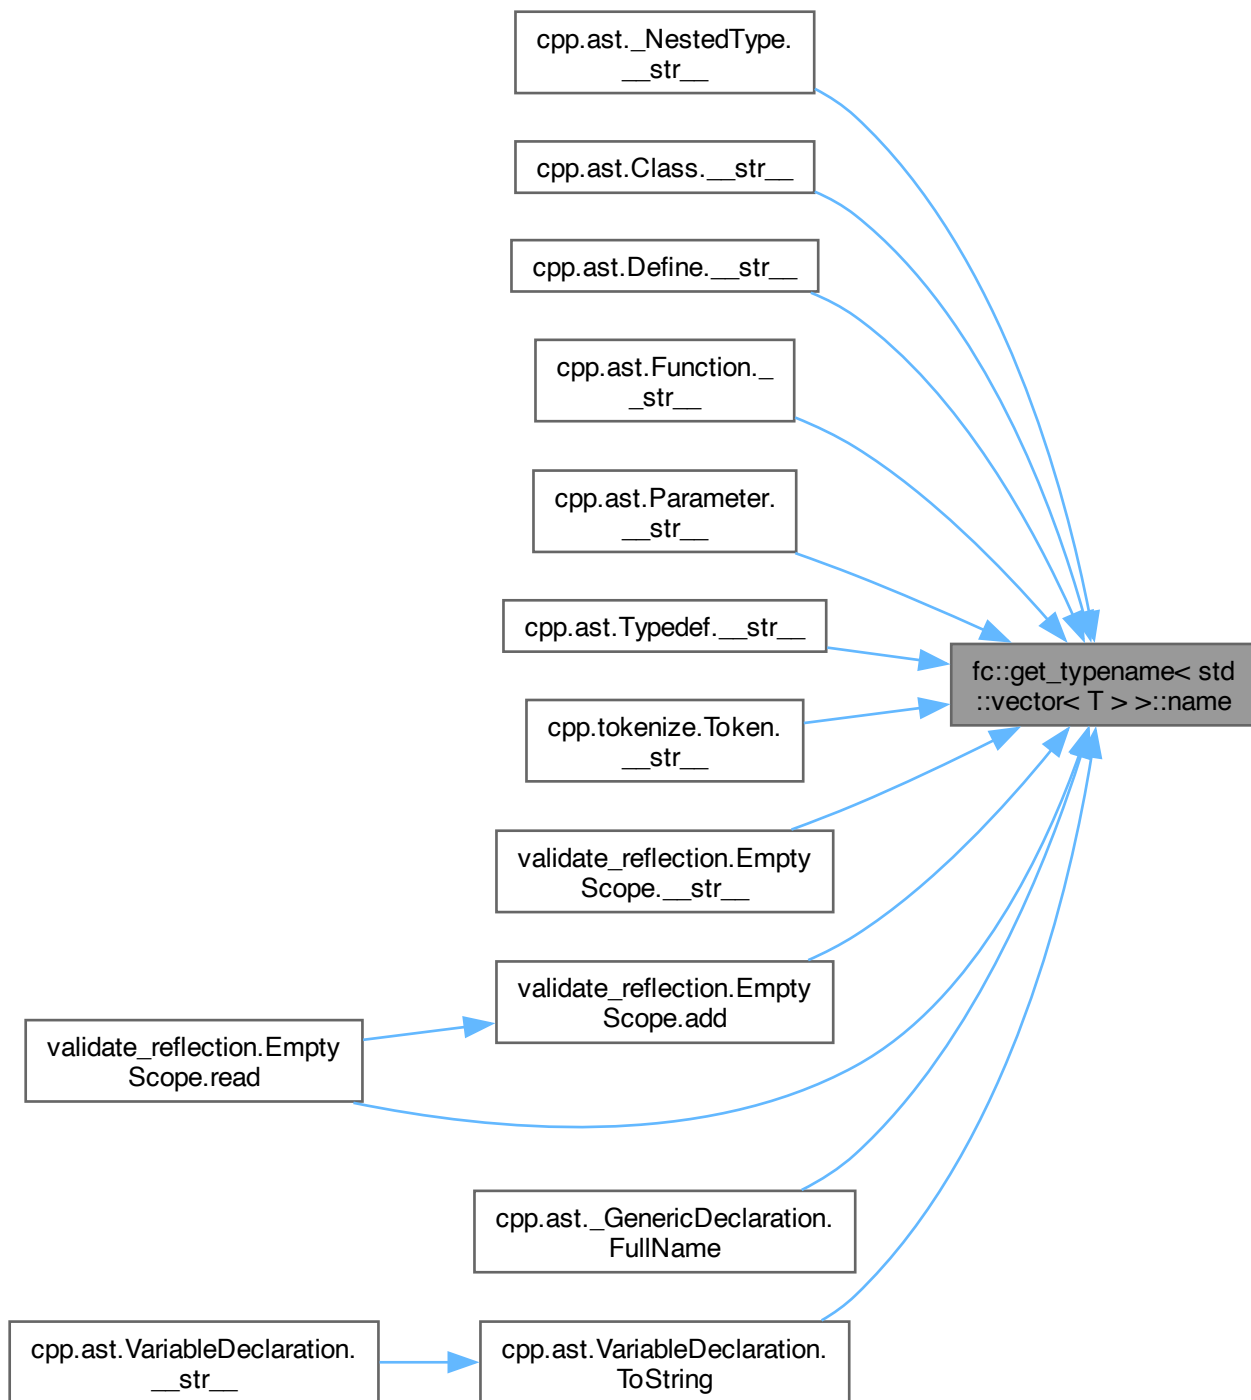 cpp.ast._NestedType.
__str__
cpp.ast.Class.__str__
cpp.ast.Define.__str__
cpp.ast.Function._
_str__
cpp.ast.Parameter.
__str__
cpp.ast.Typedef.__str__
fc::get_typename< std
::vector< T > >::name
cpp.tokenize.Token.
__str__
validate_reflection.Empty
Scope.__str__
validate_reflection.Empty
Scope.add
validate_reflection.Empty
Scope.read
cpp.ast._GenericDeclaration.
FullName
cpp.ast.VariableDeclaration.
__str__
cpp.ast.VariableDeclaration.
ToString